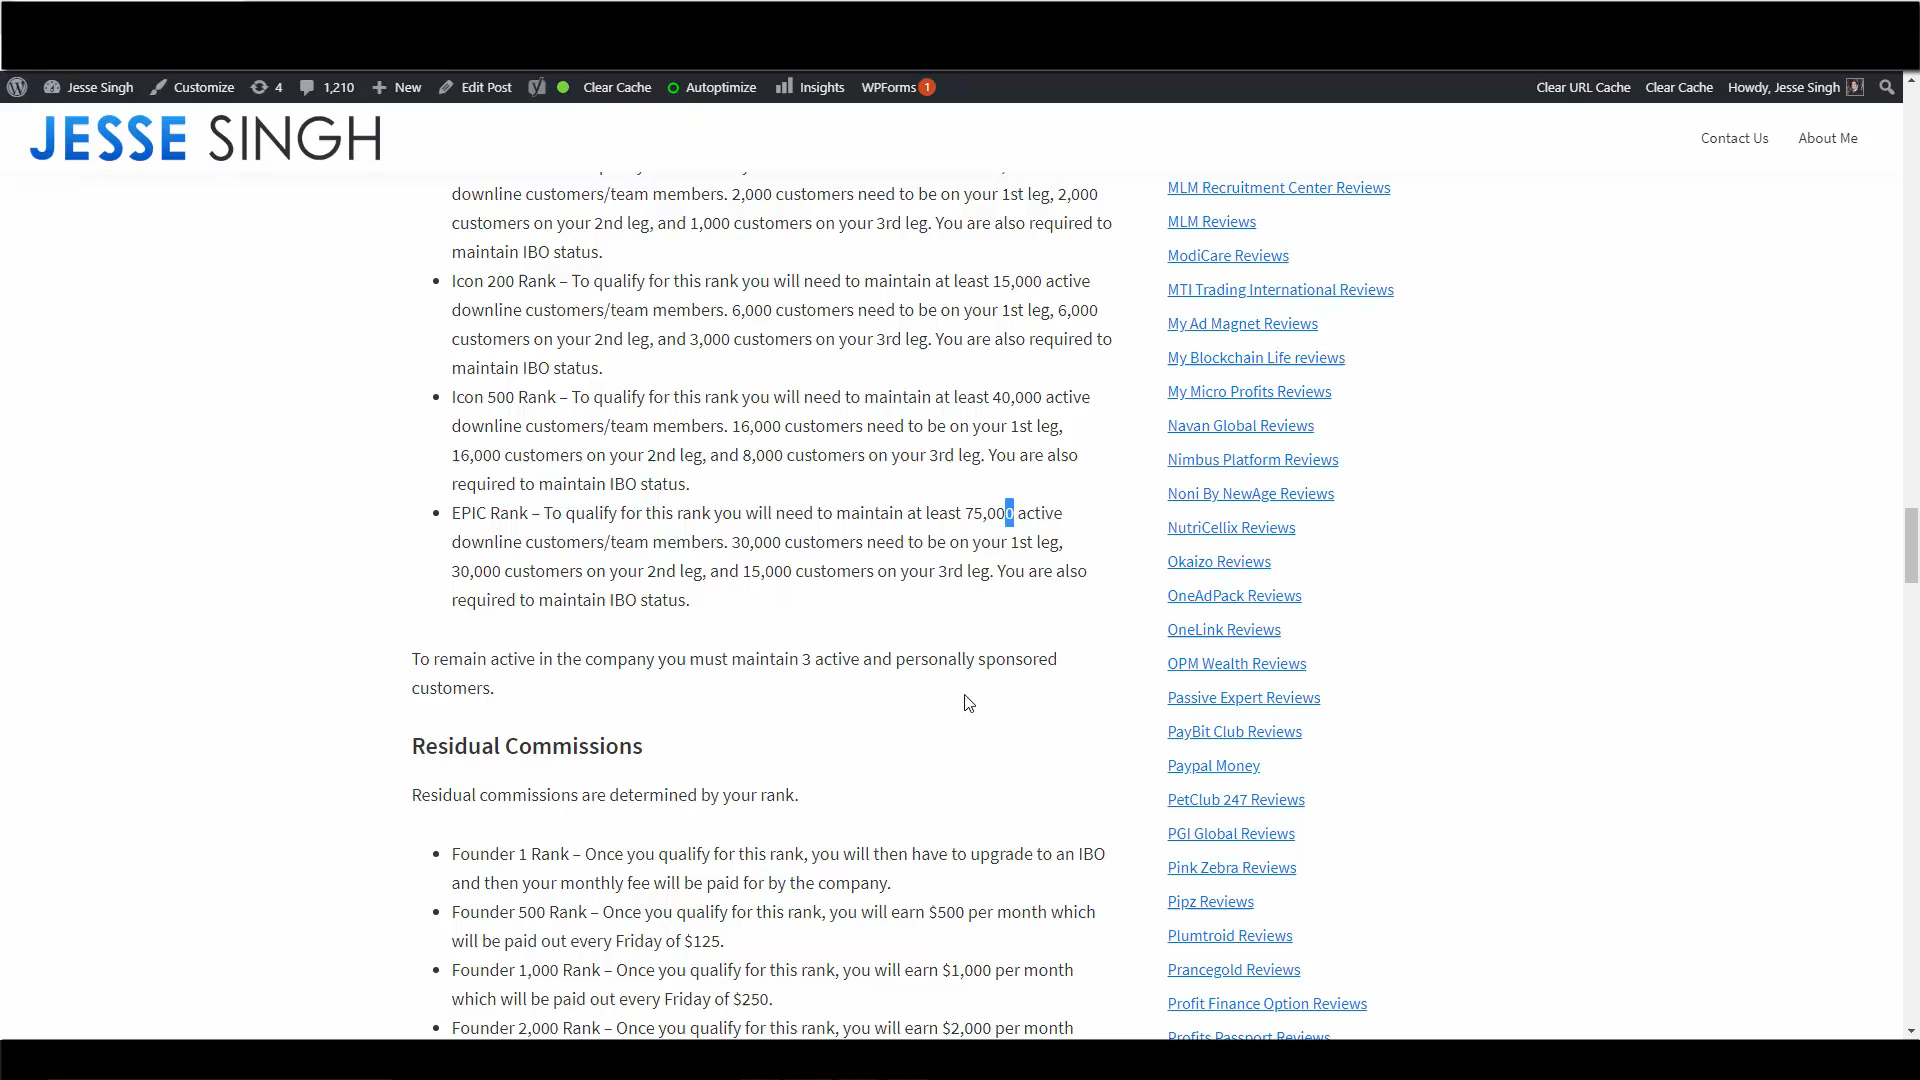 Jesse Singh Customize 4 1,210 New Edit Post Clear Cache Autoptimize Insights WPForms 1 Clear URL Cache Clear Cache Howdy, Jesse Singh
JESSE SINGH
Contact Us About Me
downline customers/team members. 2,000 customers need to be on your 1st leg, 2,000
customers on your 2nd leg, and 1,000 customers on your 3rd leg. You are also required to
maintain IBO status.
Icon 200 Rank – To qualify for this rank you will need to maintain at least 15,000 active
downline customers/team members. 6,000 customers need to be on your 1st leg, 6,000
customers on your 2nd leg, and 3,000 customers on your 3rd leg. You are also required to
maintain IBO status.
Icon 500 Rank – To qualify for this rank you will need to maintain at least 40,000 active
downline customers/team members. 16,000 customers need to be on your 1st leg,
16,000 customers on your 2nd leg, and 8,000 customers on your 3rd leg. You are also
required to maintain IBO status.
EPIC Rank – To qualify for this rank you will need to maintain at least 75,000 active
downline customers/team members. 30,000 customers need to be on your 1st leg,
30,000 customers on your 2nd leg, and 15,000 customers on your 3rd leg. You are also
required to maintain IBO status.
To remain active in the company you must maintain 3 active and personally sponsored
customers.
Residual Commissions
Residual commissions are determined by your rank.
Founder 1 Rank – Once you qualify for this rank, you will then have to upgrade to an IBO
and then your monthly fee will be paid for by the company.
Founder 500 Rank – Once you qualify for this rank, you will earn $500 per month which
will be paid out every Friday of $125.
Founder 1,000 Rank – Once you qualify for this rank, you will earn $1,000 per month
which will be paid out every Friday of $250.
Founder 2,000 Rank – Once you qualify for this rank, you will earn $2,000 per month
MLM Recruitment Center Reviews
MLM Reviews
ModiCare Reviews
MTI Trading International Reviews
My Ad Magnet Reviews
My Blockchain Life reviews
My Micro Profits Reviews
Navan Global Reviews
Nimbus Platform Reviews
Noni By NewAge Reviews
NutriCellix Reviews
Okaizo Reviews
OneAdPack Reviews
OneLink Reviews
OPM Wealth Reviews
Passive Expert Reviews
PayBit Club Reviews
Paypal Money
PetClub 247 Reviews
PGI Global Reviews
Pink Zebra Reviews
Pipz Reviews
Plumtroid Reviews
Prancegold Reviews
Profit Finance Option Reviews
Profits Passport Reviews